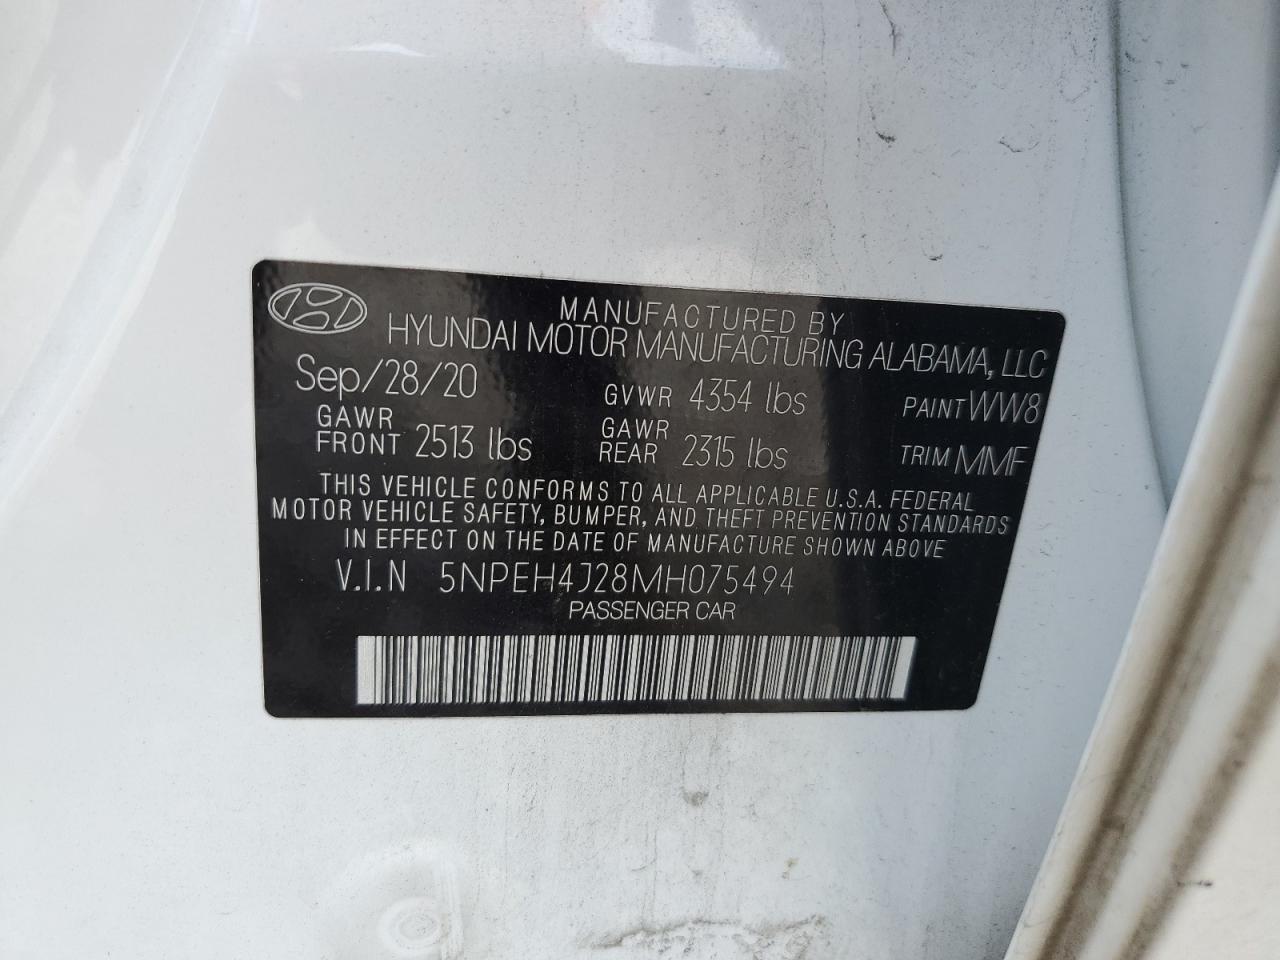 MANUFACTURED BY
HYUNDAI MOTOR MANUFACTURING ALABAMA, LLC
Sep/28/20 GVWR 4354 lbs PAINT WW8
GAWR FRONT 2513 lbs GAWR REAR 2315 lbs TRIM MMF
THIS VEHICLE CONFORMS TO ALL APPLICABLE U.S.A. FEDERAL
MOTOR VEHICLE SAFETY, BUMPER, AND THEFT PREVENTION STANDARDS
IN EFFECT ON THE DATE OF MANUFACTURE SHOWN ABOVE
V.I.N 5NPEH4J28MH075494
PASSENGER CAR